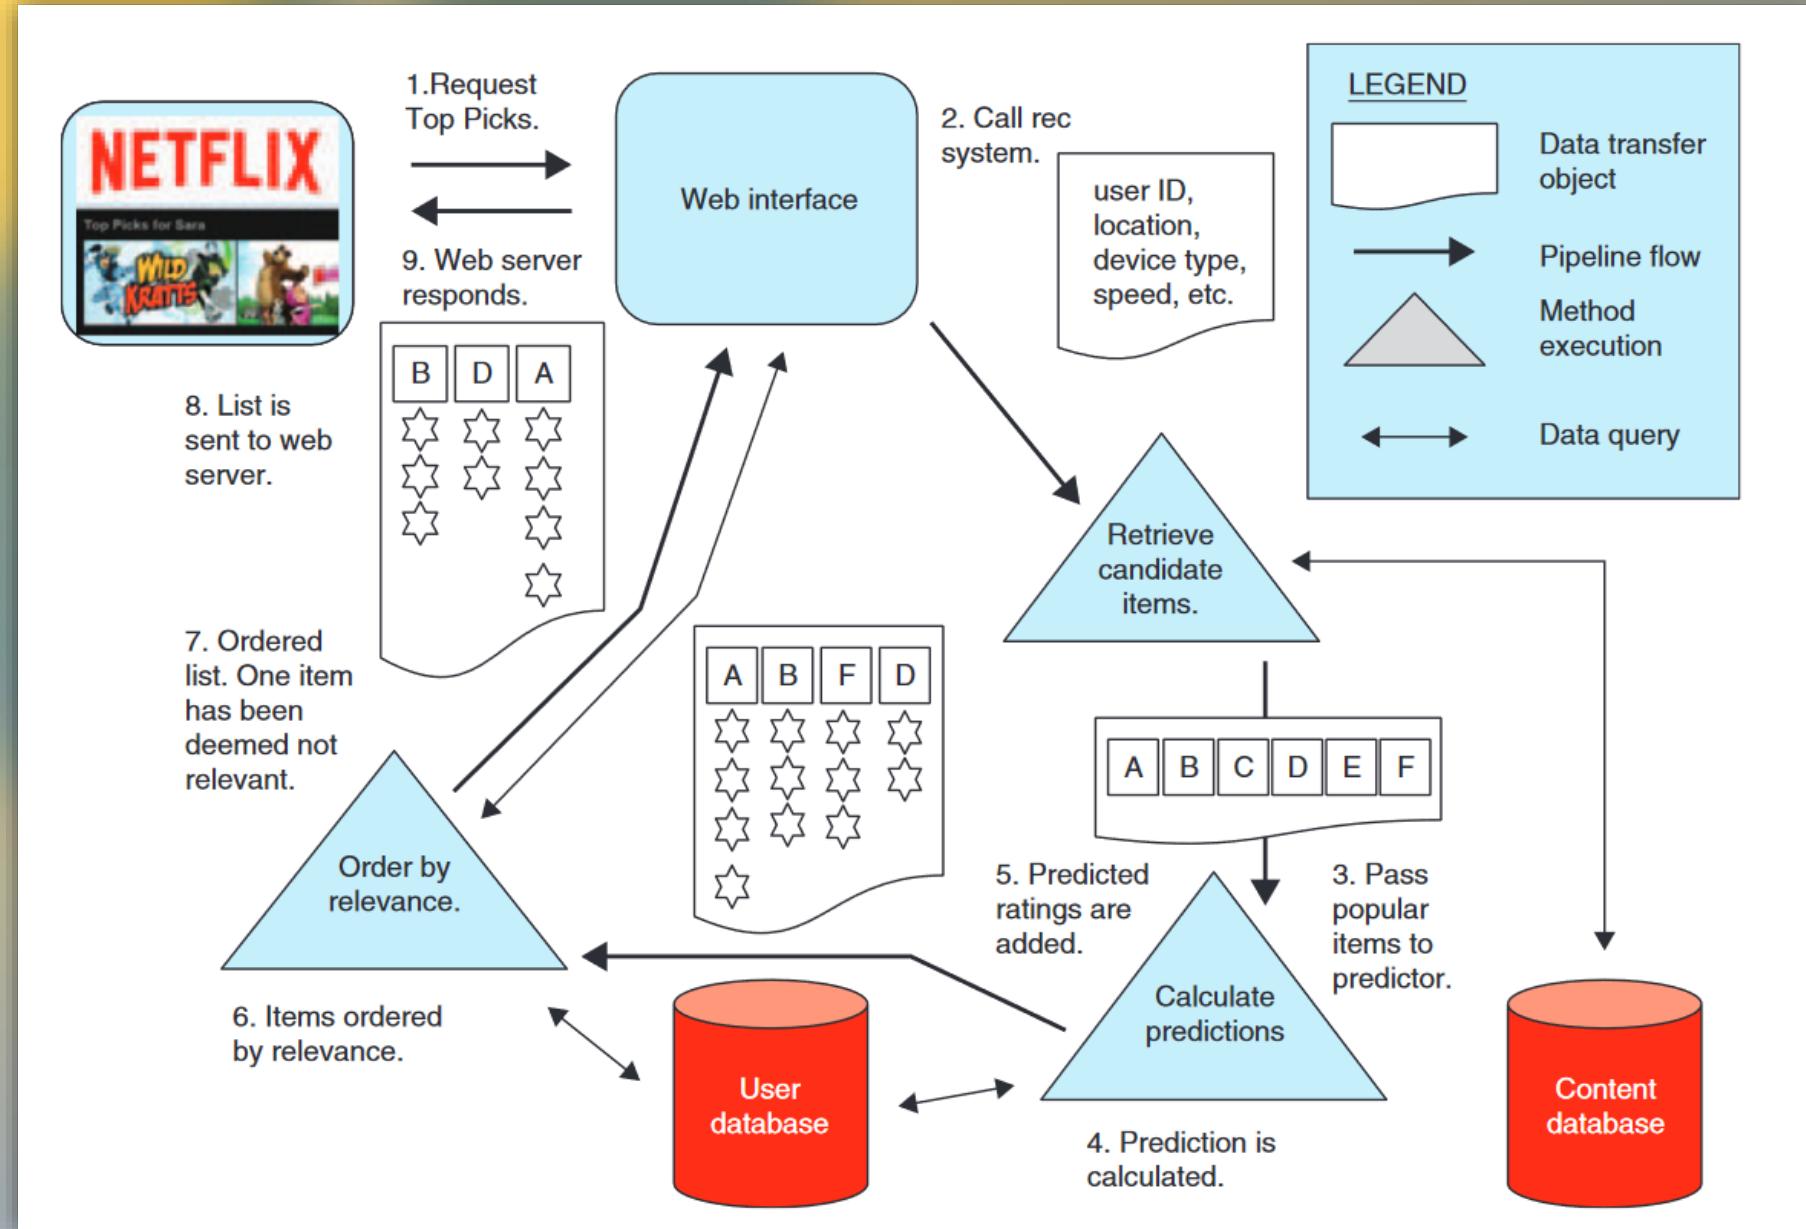 1.Request
Top Picks.
NETFLIX
Top Picks for Sara
WILD
KRATTS
Web interface
2. Call rec
system.
user ID,
location,
device type,
speed, etc.
LEGEND
Data transfer
object
Pipeline flow
Method
execution
Data query
9. Web server
responds.
B D A
8. List is
sent to web
server.
Retrieve
candidate
items.
7. Ordered
list. One item
has been
deemed not
relevant.
A B F D
A B C D E F
Order by
relevance.
5. Predicted
ratings are
added.
3. Pass
popular
items to
predictor.
Calculate
predictions
6. Items ordered
by relevance.
User
database
4. Prediction is
calculated.
Content
database